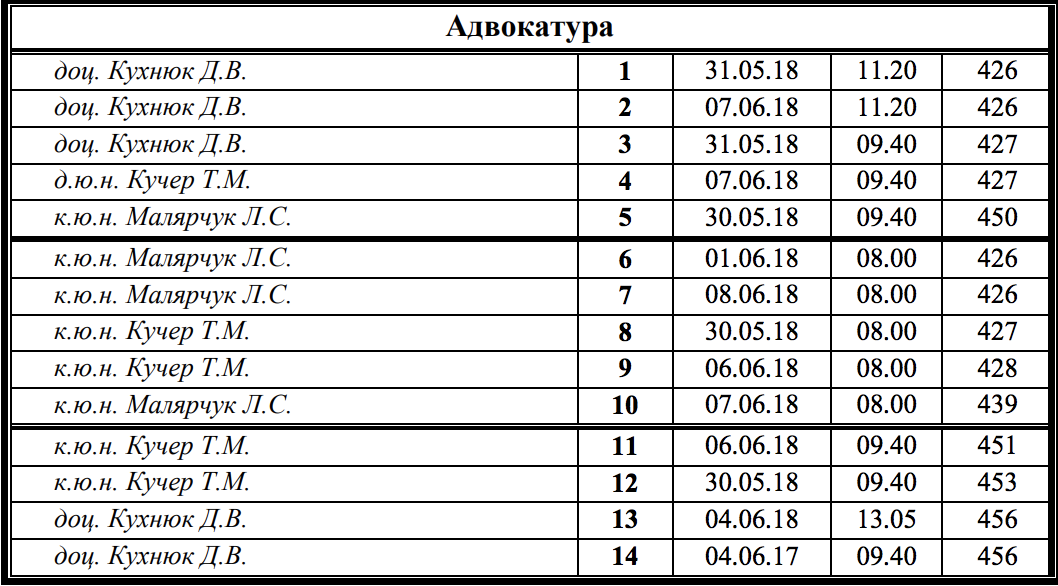 Адвокатура
доц. Кухнюк Д.В. 1 31.05.18 11.20 426
доц. Кухнюк Д.В. 2 07.06.18 11.20 426
доц. Кухнюк Д.В. 3 31.05.18 09.40 427
д.ю.н. Кучер Т.М. 4 07.06.18 09.40 427
к.ю.н. Малярчук Л.С. 5 30.05.18 09.40 450
к.ю.н. Малярчук Л.С. 6 01.06.18 08.00 426
к.ю.н. Малярчук Л.С. 7 08.06.18 08.00 426
к.ю.н. Кучер Т.М. 8 30.05.18 08.00 427
к.ю.н. Кучер Т.М. 9 06.06.18 08.00 428
к.ю.н. Малярчук Л.С. 10 07.06.18 08.00 439
к.ю.н. Кучер Т.М. 11 06.06.18 09.40 451
к.ю.н. Кучер Т.М. 12 30.05.18 09.40 453
доц. Кухнюк Д.В. 13 04.06.18 13.05 456
доц. Кухнюк Д.В. 14 04.06.17 09.40 456